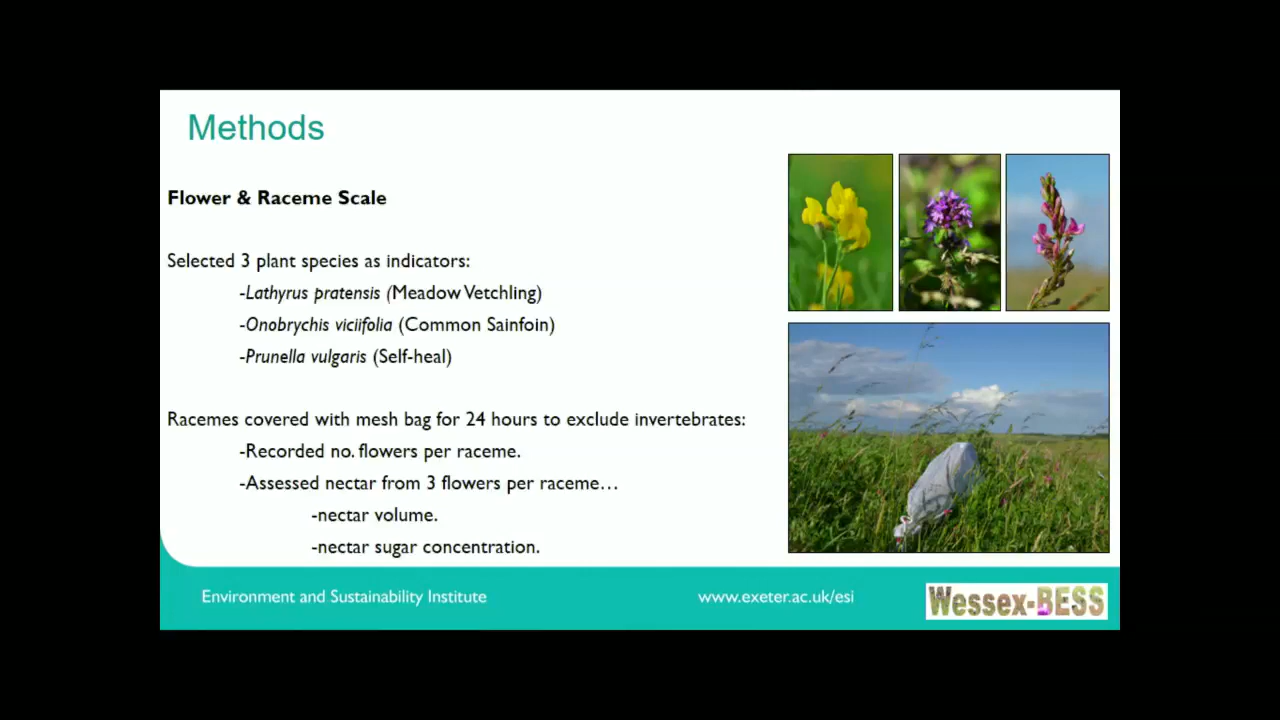 Methods
Flower & Raceme Scale
Selected 3 plant species as indicators:
-Lathyrus pratensis (Meadow Vetchling)
-Onobrychis viciifolia (Common Sainfoin)
-Prunella vulgaris (Self-heal)
Racemes covered with mesh bag for 24 hours to exclude invertebrates:
-Recorded no. flowers per raceme.
-Assessed nectar from 3 flowers per raceme…
-nectar volume.
-nectar sugar concentration.
Environment and Sustainability Institute
www.exeter.ac.uk/esi
Wessex-BESS